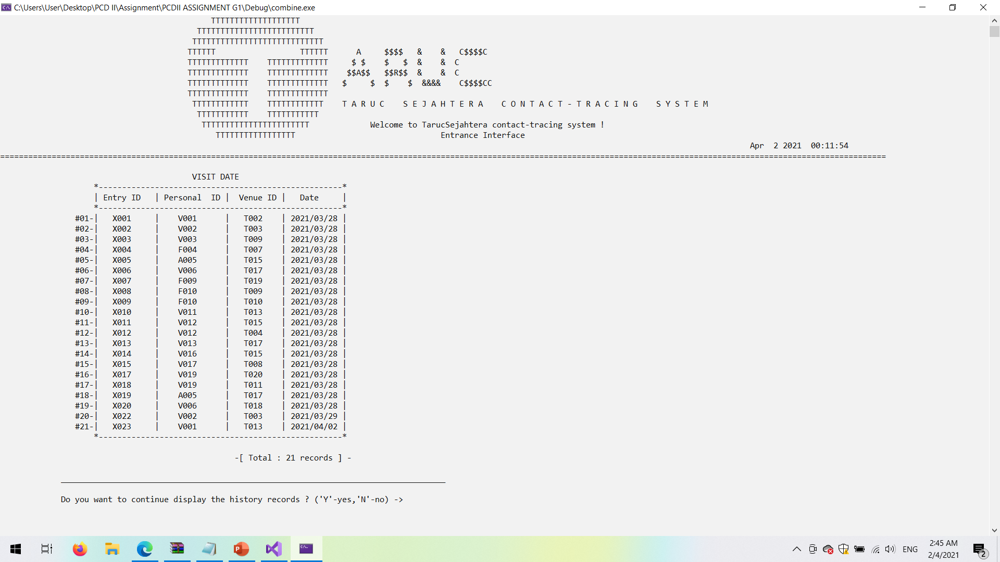 C:\Users\User\Desktop\PCD II\Assignment\PCDII ASSIGNMENT G1\Debug\combine.exe
TTTTTTTTTTTTTTTTTTT
TTTTTTTTTTTTTTTTTTTTTTTTT
TTTTTTTTTTTTTTTTTTTTTTTTTTTT
TTTTTT                  TTTTTT      A     $$$$   &    &   C$$$$C
TTTTTTTTTTTTT    TTTTTTTTTTTTT     $ $    $   $  &    &  C
TTTTTTTTTTTTT    TTTTTTTTTTTTT    $$A$$   $$R$$  &    &  C
TTTTTTTTTTTTT    TTTTTTTTTTTTT   $     $  $    $  &&&&    C$$$$CC
TTTTTTTTTTTTT    TTTTTTTTTTTTT
TTTTTTTTTTTT    TTTTTTTTTTTT    T A R U C    S E J A H T E R A    C O N T A C T - T R A C I N G    S Y S T E M
TTTTTTTTTTT    TTTTTTTTTTT
TTTTTTTTTTTTTTTTTTTTTTT             Welcome to TarucSejahtera contact-tracing system !
TTTTTTTTTTTTTTTTT                               Entrance Interface
Apr  2 2021  00:11:54
VISIT DATE
*----------------------------------------------------*
| Entry ID   | Personal  ID |  Venue ID |   Date     |
*----------------------------------------------------*
#01-|   X001     |    V001      |   T002    | 2021/03/28 |
#02-|   X002     |    V002      |   T003    | 2021/03/28 |
#03-|   X003     |    V003      |   T009    | 2021/03/28 |
#04-|   X004     |    F004      |   T007    | 2021/03/28 |
#05-|   X005     |    A005      |   T015    | 2021/03/28 |
#06-|   X006     |    V006      |   T017    | 2021/03/28 |
#07-|   X007     |    F009      |   T019    | 2021/03/28 |
#08-|   X008     |    F010      |   T009    | 2021/03/28 |
#09-|   X009     |    F010      |   T010    | 2021/03/28 |
#10-|   X010     |    V011      |   T013    | 2021/03/28 |
#11-|   X011     |    V012      |   T015    | 2021/03/28 |
#12-|   X012     |    V012      |   T004    | 2021/03/28 |
#13-|   X013     |    V013      |   T017    | 2021/03/28 |
#14-|   X014     |    V016      |   T015    | 2021/03/28 |
#15-|   X015     |    V017      |   T008    | 2021/03/28 |
#16-|   X017     |    V019      |   T020    | 2021/03/28 |
#17-|   X018     |    V019      |   T011    | 2021/03/28 |
#18-|   X019     |    A005      |   T017    | 2021/03/28 |
#19-|   X020     |    V006      |   T018    | 2021/03/28 |
#20-|   X022     |    V002      |   T003    | 2021/03/29 |
#21-|   X023     |    V001      |   T013    | 2021/04/02 |
*----------------------------------------------------*
-[ Total : 21 records ] -
Do you want to continue display the history records ? ('Y'-yes,'N'-no) ->
ENG
2:45 AM
2/4/2021
2